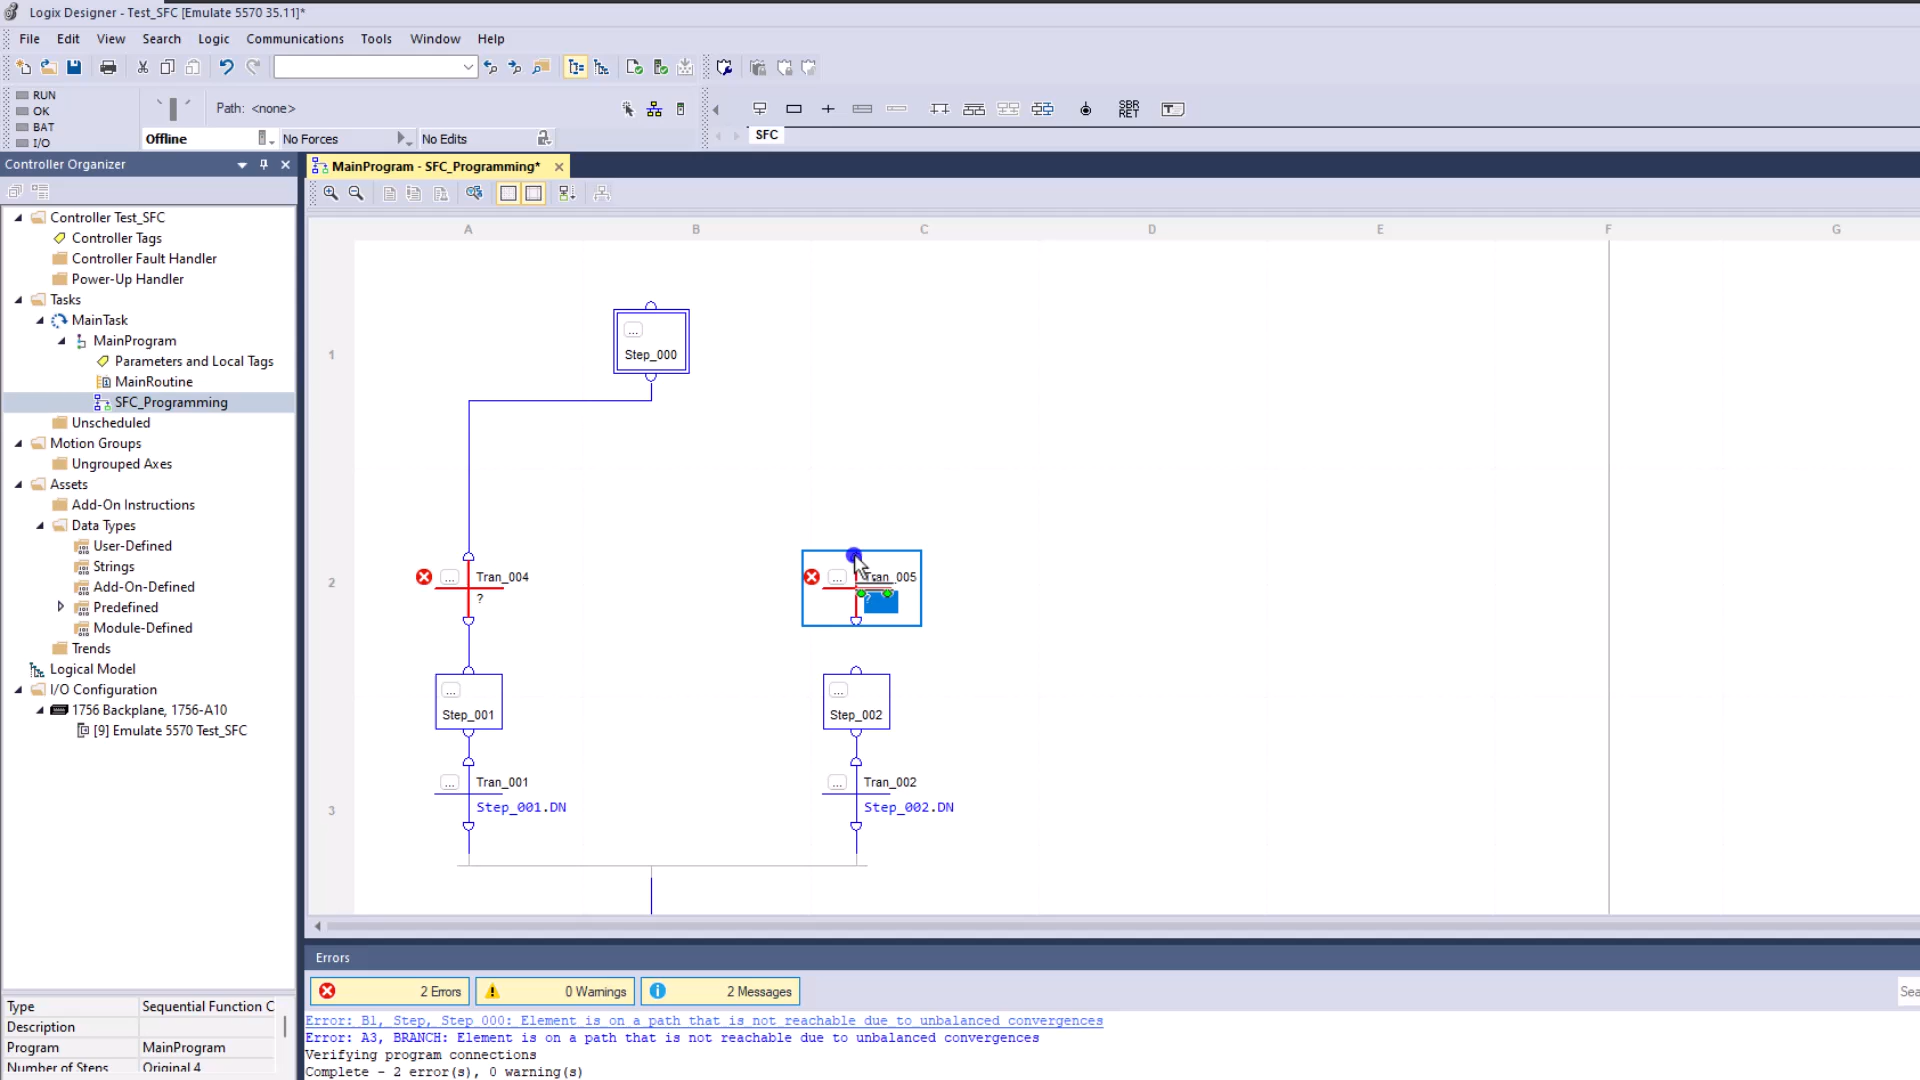 Logix Designer - Test_SFC [Emulate 5570 35.11]*
File Edit View Search Logic Communications Tools Window Help
RUN
OK
BAT
I/O
Path: <none>
Offline
No Forces
No Edits
SBR
RET
SFC
Controller Organizer
MainProgram - SFC_Programming*
Controller Test_SFC
Controller Tags
Controller Fault Handler
Power-Up Handler
Tasks
MainTask
MainProgram
Parameters and Local Tags
MainRoutine
SFC_Programming
Unscheduled
Motion Groups
Ungrouped Axes
Assets
Add-On Instructions
Data Types
User-Defined
Strings
Add-On-Defined
Predefined
Module-Defined
Trends
Logical Model
I/O Configuration
1756 Backplane, 1756-A10
[9] Emulate 5570 Test_SFC
Type Sequential Function C
Description
Program MainProgram
Number of Steps Original 4
A B C D E F G
1
...
Step_000
2
... Tran_004
?
... Tran_005
?
...
Step_001
...
Step_002
... Tran_001
Step_001.DN
... Tran_002
Step_002.DN
3
Errors
2 Errors
0 Warnings
2 Messages
Sea
Error: B1, Step, Step_000: Element is on a path that is not reachable due to unbalanced convergences
Error: A3, BRANCH: Element is on a path that is not reachable due to unbalanced convergences
Verifying program connections
Complete - 2 error(s), 0 warning(s)